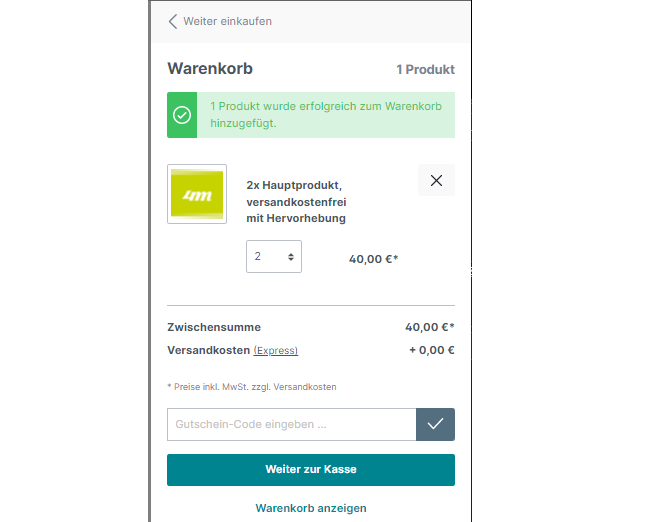 Weiter einkaufen
Warenkorb
1 Produkt
1 Produkt wurde erfolgreich zum Warenkorb
hinzugefügt.
2x Hauptprodukt,
versandkostenfrei
mit Hervorhebung
2
40,00 €*
Zwischensumme
40,00 €*
Versandkosten (Express)
+ 0,00 €
* Preise inkl. MwSt. zzgl. Versandkosten
Gutschein-Code eingeben ...
Weiter zur Kasse
Warenkorb anzeigen